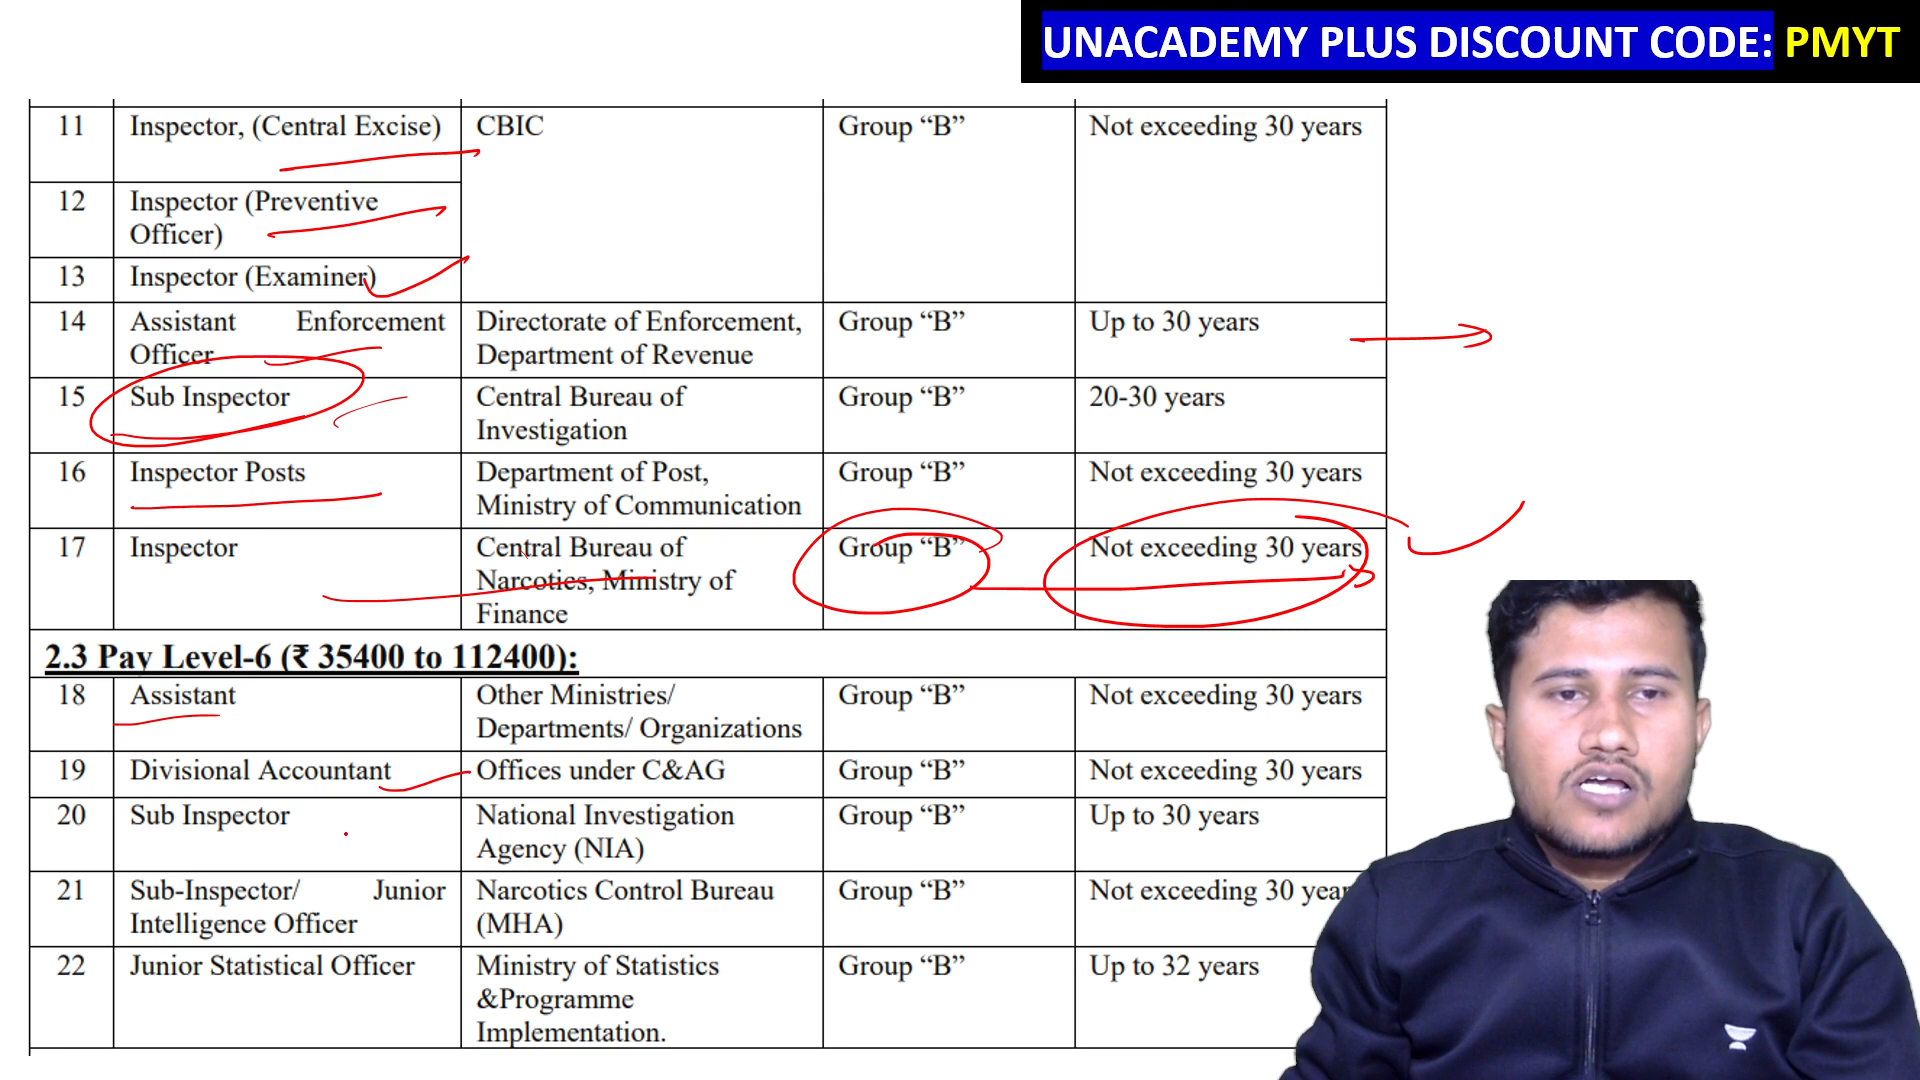 UNACADEMY PLUS DISCOUNT CODE: PMYT
11 Inspector, (Central Excise) CBIC Group “B” Not exceeding 30 years
12 Inspector (Preventive
Officer)
13 Inspector (Examiner)
14 Assistant Enforcement Directorate of Enforcement, Group “B” Up to 30 years
Officer Department of Revenue
15 Sub Inspector Central Bureau of Group “B” 20-30 years
Investigation
16 Inspector Posts Department of Post, Group “B” Not exceeding 30 years
Ministry of Communication
17 Inspector Central Bureau of Group “B” Not exceeding 30 years
Narcotics, Ministry of
Finance
2.3 Pay Level-6 (₹ 35400 to 112400):
18 Assistant Other Ministries/ Group “B” Not exceeding 30 years
Departments/ Organizations
19 Divisional Accountant Offices under C&AG Group “B” Not exceeding 30 years
20 Sub Inspector National Investigation Group “B” Up to 30 years
Agency (NIA)
21 Sub-Inspector/ Junior Narcotics Control Bureau Group “B” Not exceeding 30 year
Intelligence Officer (MHA)
22 Junior Statistical Officer Ministry of Statistics Group “B” Up to 32 years
&Programme
Implementation.